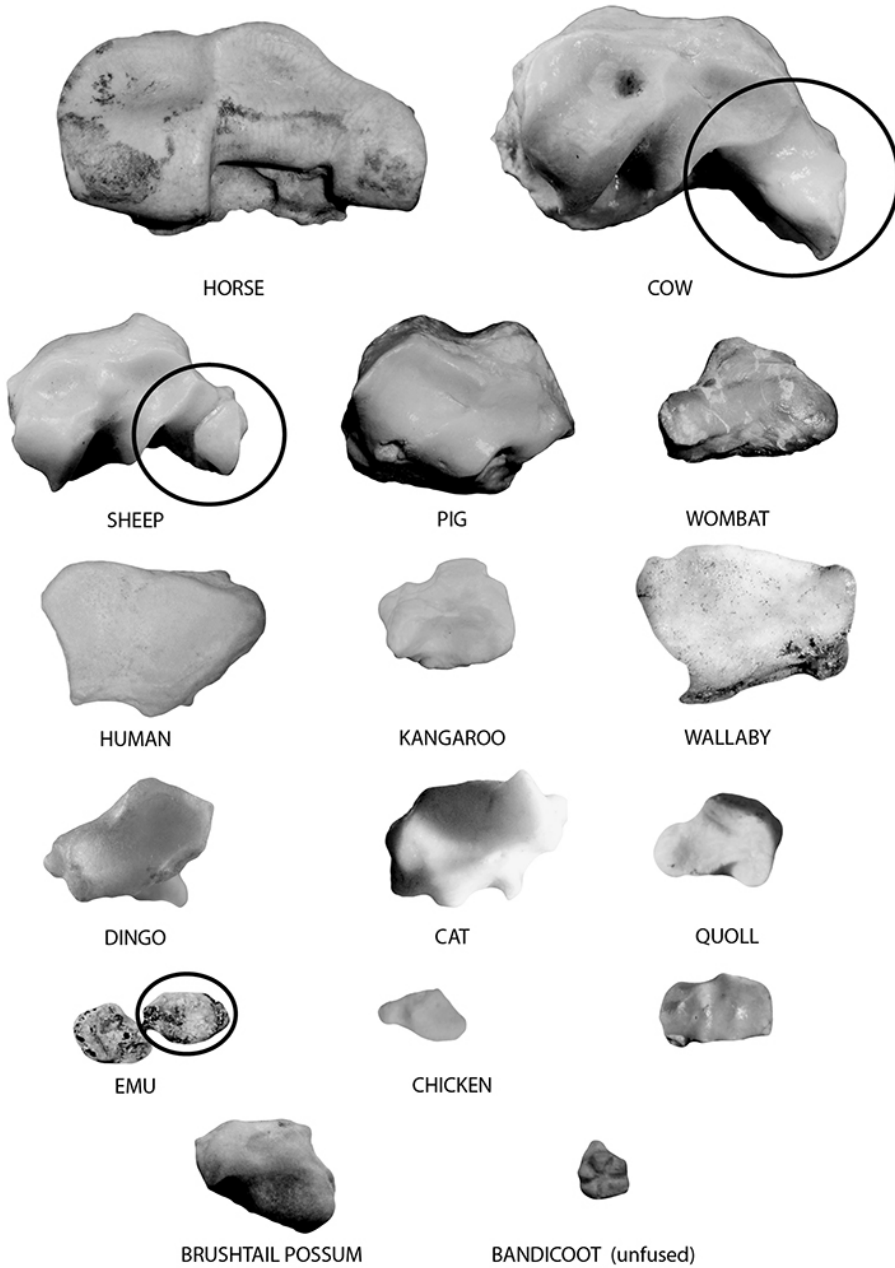 HORSE
COW
SHEEP
PIG
WOMBAT
HUMAN
KANGAROO
WALLABY
DINGO
CAT
QUOLL
EMU
CHICKEN
BRUSHTAIL POSSUM
BANDICOOT (unfused)